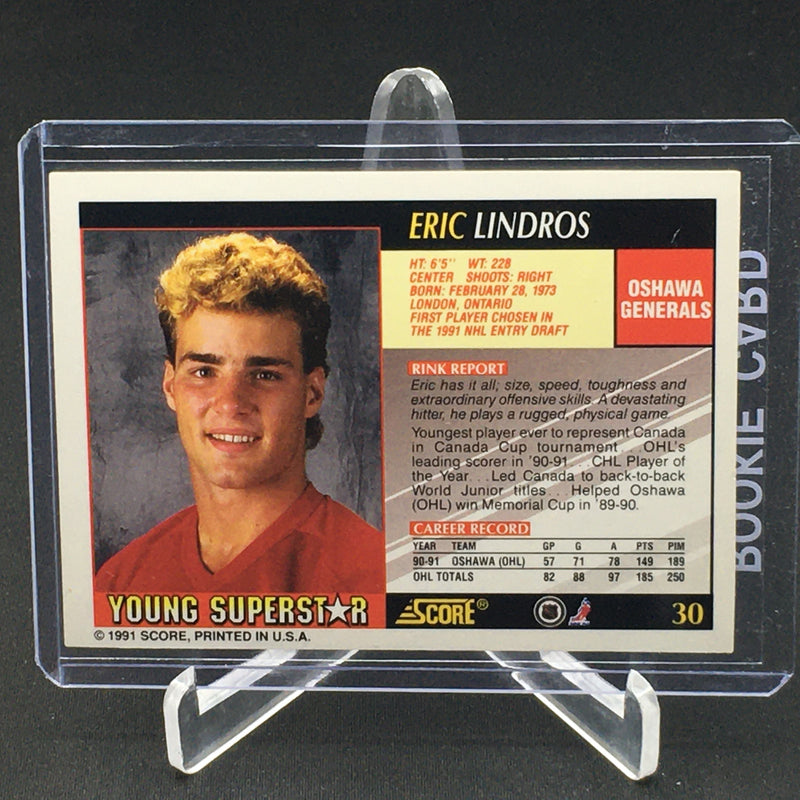 ERIC LINDROS
HT: 6'5" WT: 228
CENTER SHOOTS: RIGHT
BORN: FEBRUARY 28, 1973
LONDON, ONTARIO
FIRST PLAYER CHOSEN IN
THE 1991 NHL ENTRY DRAFT
OSHAWA
GENERALS
RINK REPORT
Eric has it all; size, speed, toughness and
extraordinary offensive skills. A devastating
hitter, he plays a rugged, physical game.
Youngest player ever to represent Canada
in Canada Cup tournament...OHL's
leading scorer in '90-91...CHL Player of
the Year...Led Canada to back-to-back
World Junior titles...Helped Oshawa
(OHL) win Memorial Cup in '89-90.
CAREER RECORD
YEAR TEAM GP G A PTS PIM
90-91 OSHAWA (OHL) 57 71 78 149 189
OHL TOTALS 82 88 97 185 250
YOUNG SUPERST★R
SCORE® 30
© 1991 SCORE, PRINTED IN U.S.A.